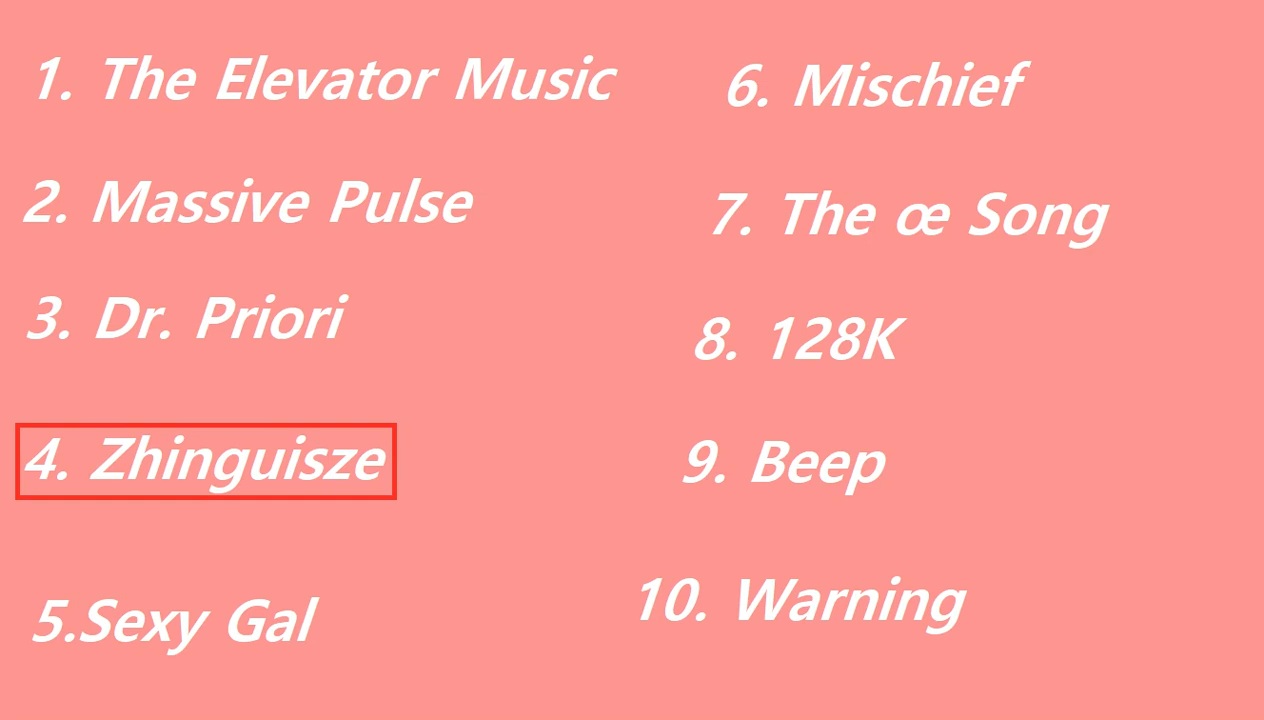 1. The Elevator Music
2. Massive Pulse
3. Dr. Priori
4. Zhinguisze
5.Sexy Gal
6. Mischief
7. The œ Song
8. 128K
9. Beep
10. Warning